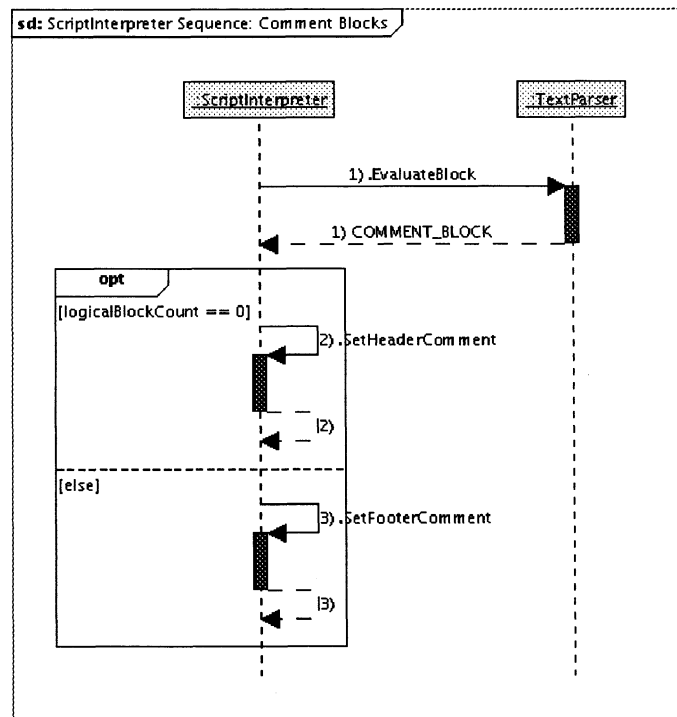 sd: ScriptInterpreter Sequence: Comment Blocks
:ScriptInterpreter :TextParser
1).EvaluateBlock
1) COMMENT_BLOCK
opt
[logicalBlockCount == 0]
2).SetHeaderComment
2)
[else]
3).SetFooterComment
3)